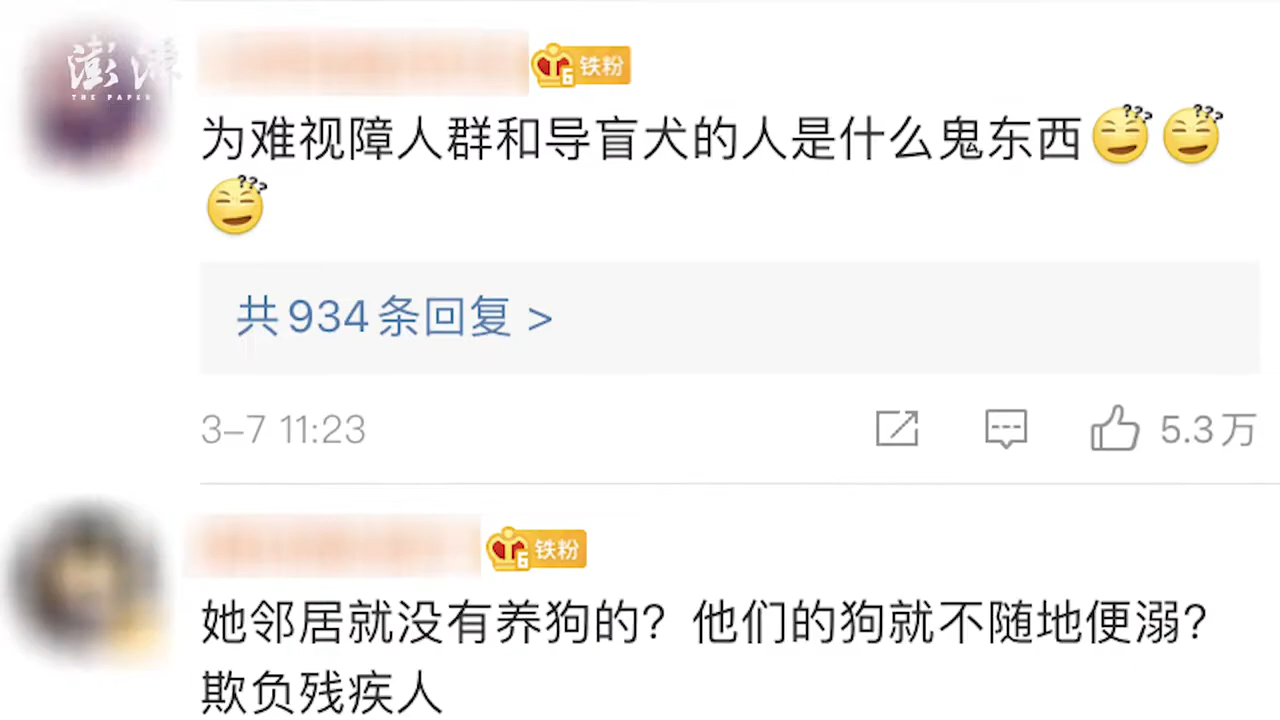 澎湃
THE PAPER
6 铁粉
为难视障人群和导盲犬的人是什么鬼东西
共934条回复 >
3-7 11:23
5.3万
6 铁粉
她邻居就没有养狗的？他们的狗就不随地便溺？
欺负残疾人